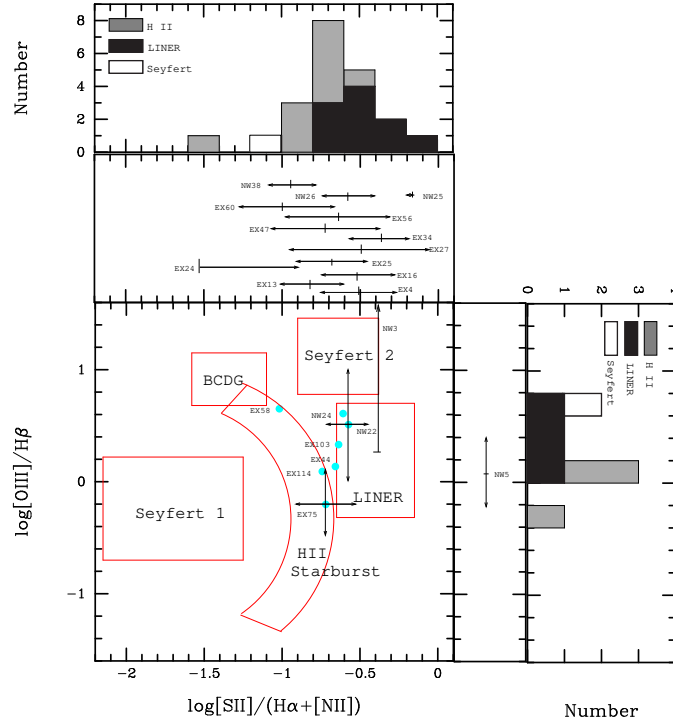 8
6
4
2
0
Number
H II
LINER
Seyfert
NW38
NW26
NW25
EX60
EX56
EX47
EX34
EX27
EX24
EX25
EX16
EX13
EX4
1
0
−1
log[OIII]/Hβ
Seyfert 2
NW3
BCDG
EX58
NW24
NW22
EX103
EX44
EX114
LINER
Seyfert 1
EX75
HII
Starburst
−2
−1.5
−1
−0.5
0
log[SII]/(Hα+[NII])
NW5
0
1
2
3
H II
LINER
Seyfert
Number